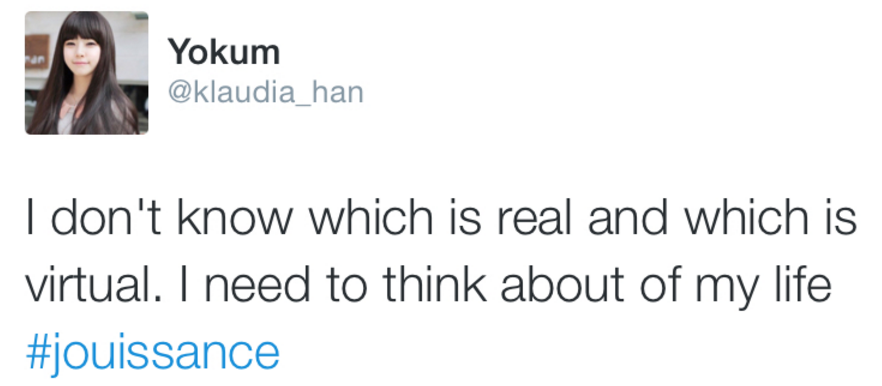 Yokum
@klaudia_han
I don't know which is real and which is
virtual. I need to think about of my life
#jouissance